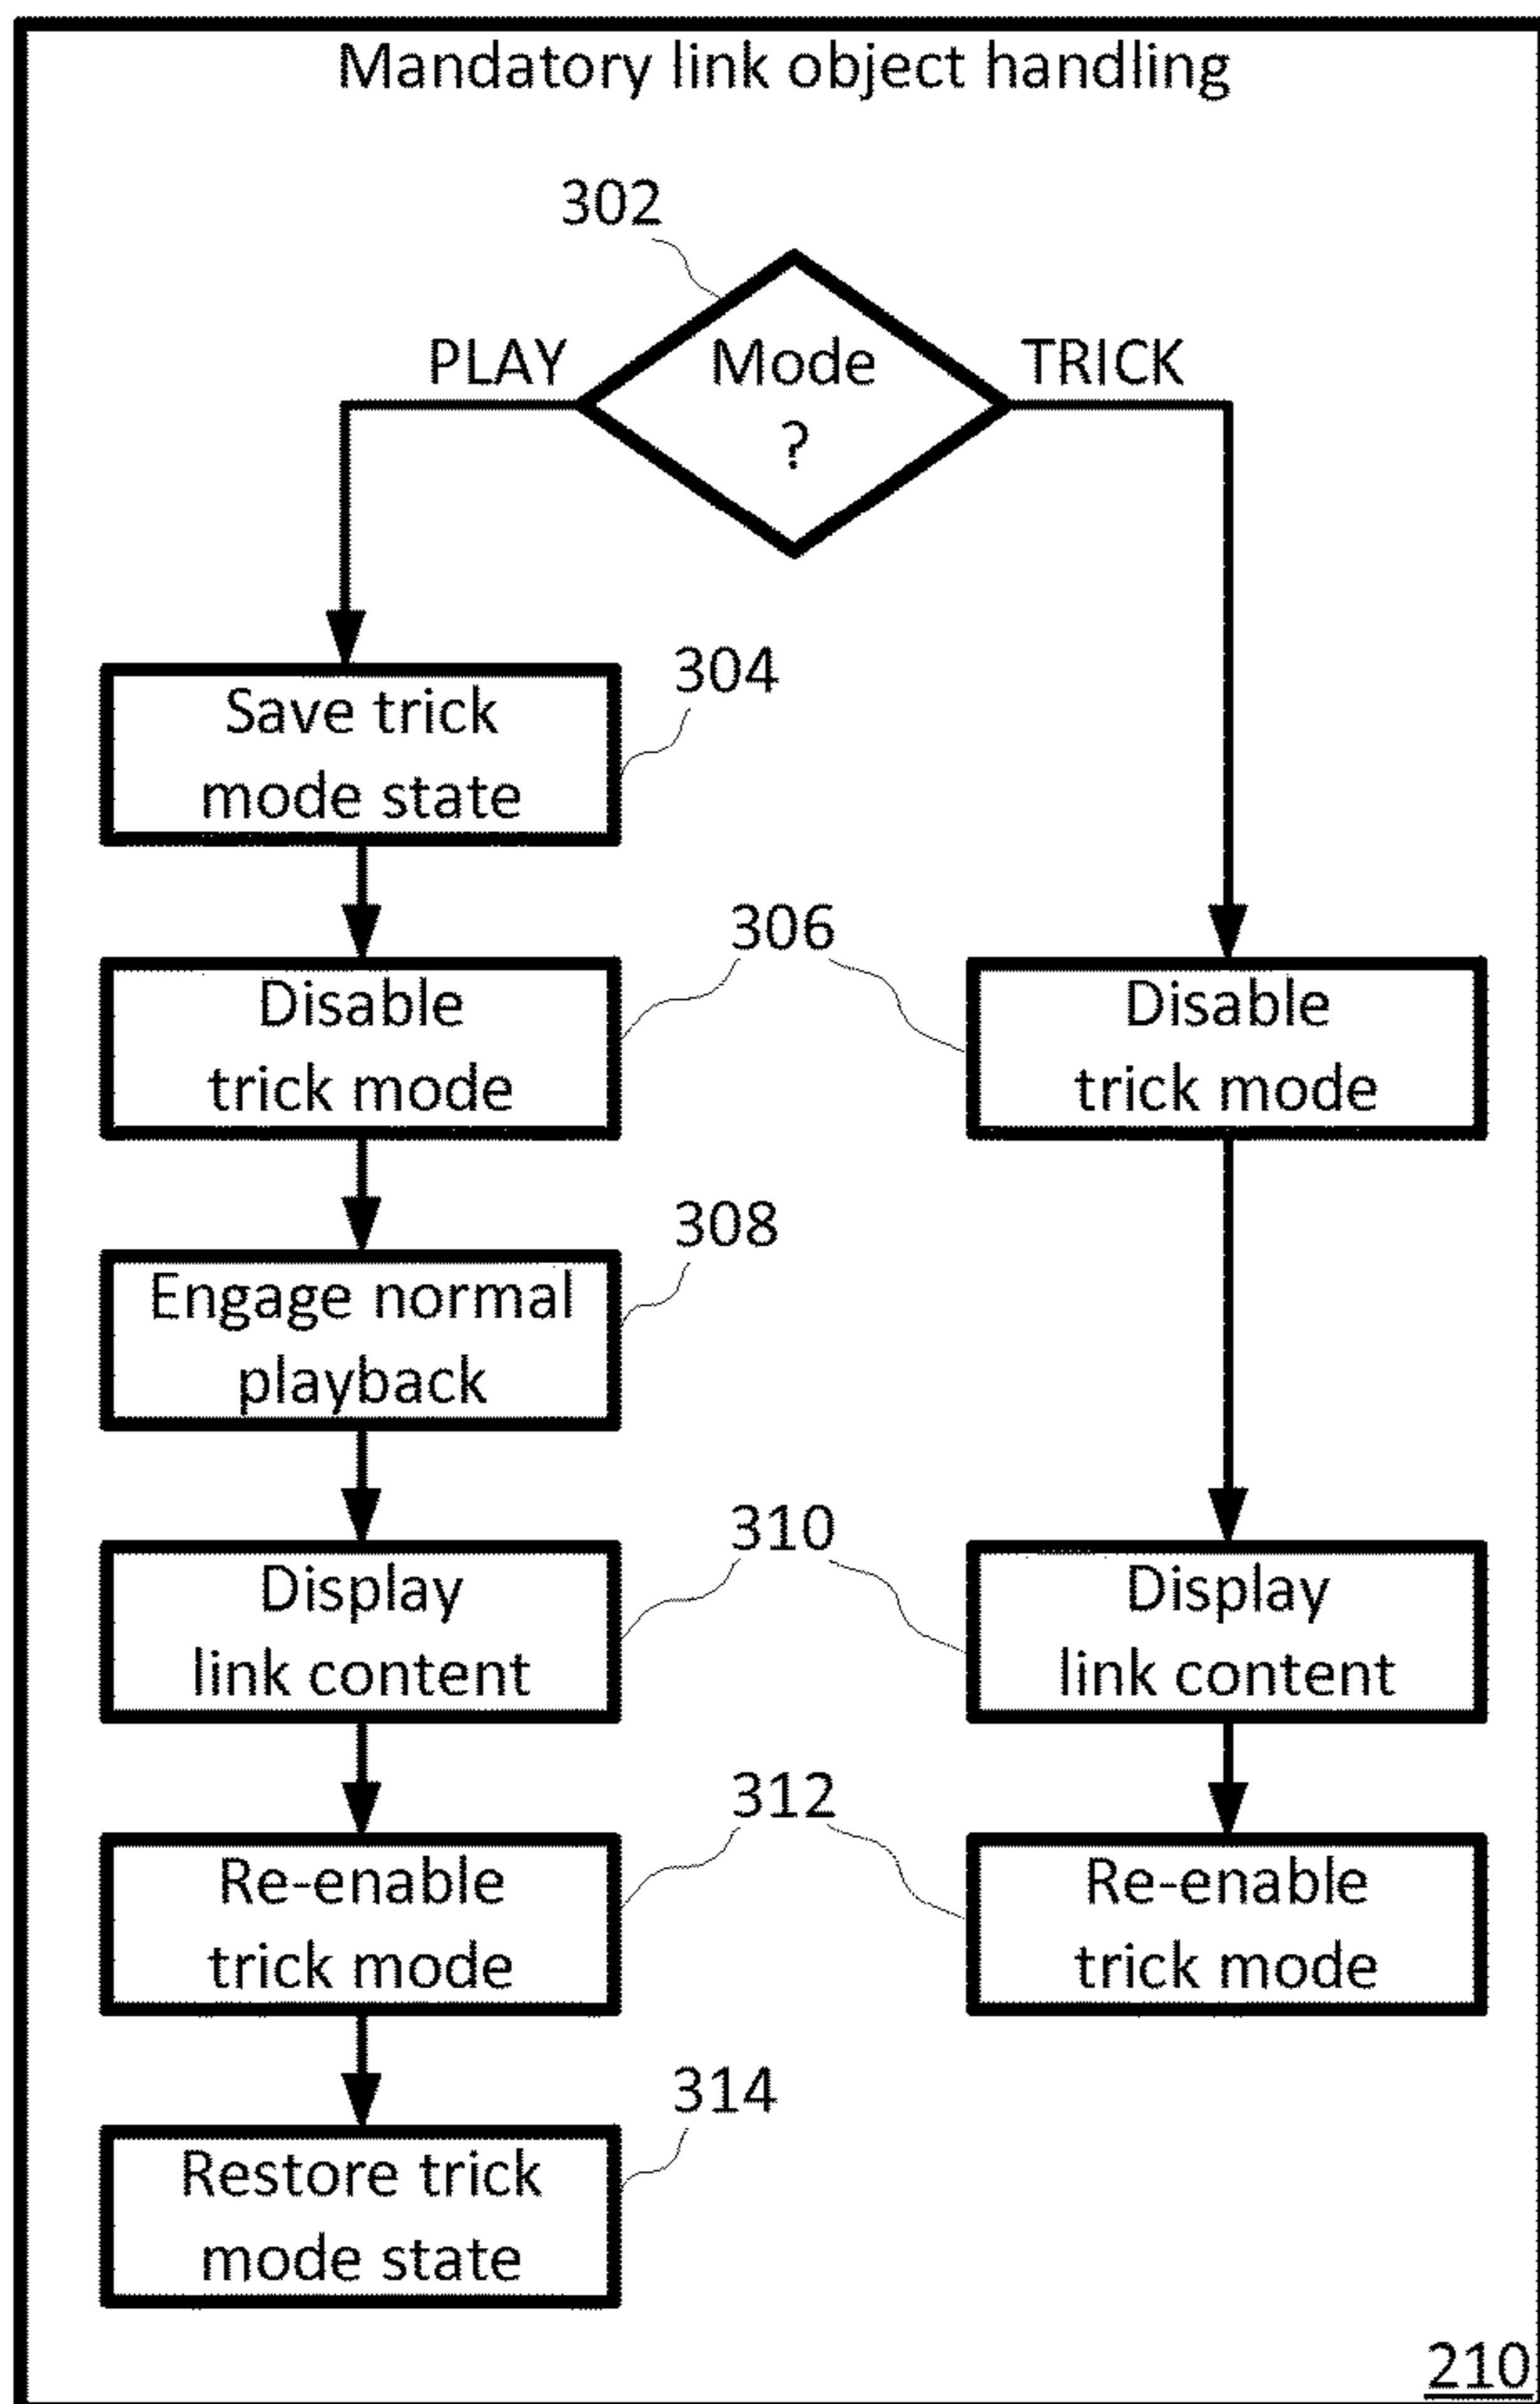 Mandatory link object handling
302
PLAY
Mode
?
TRICK
304
Save trick
mode state
306
Disable
trick mode
Disable
trick mode
308
Engage normal
playback
310
Display
link content
Display
link content
312
Re-enable
trick mode
Re-enable
trick mode
314
Restore trick
mode state
210